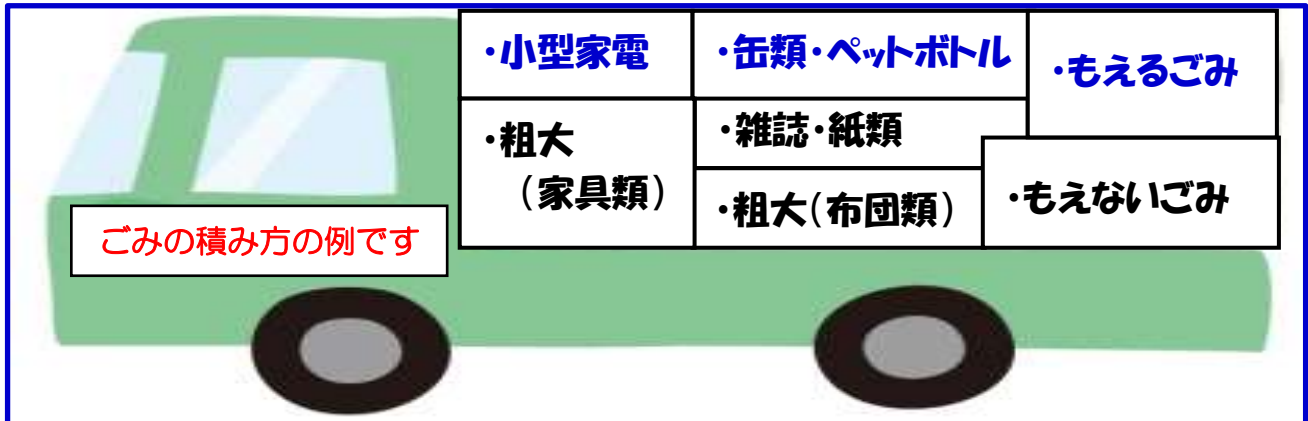 ・小型家電
・缶類・ペットボトル
・もえるごみ
・粗大
（家具類）
・雑誌・紙類
・粗大（布団類）
・もえないごみ
ごみの積み方の例です